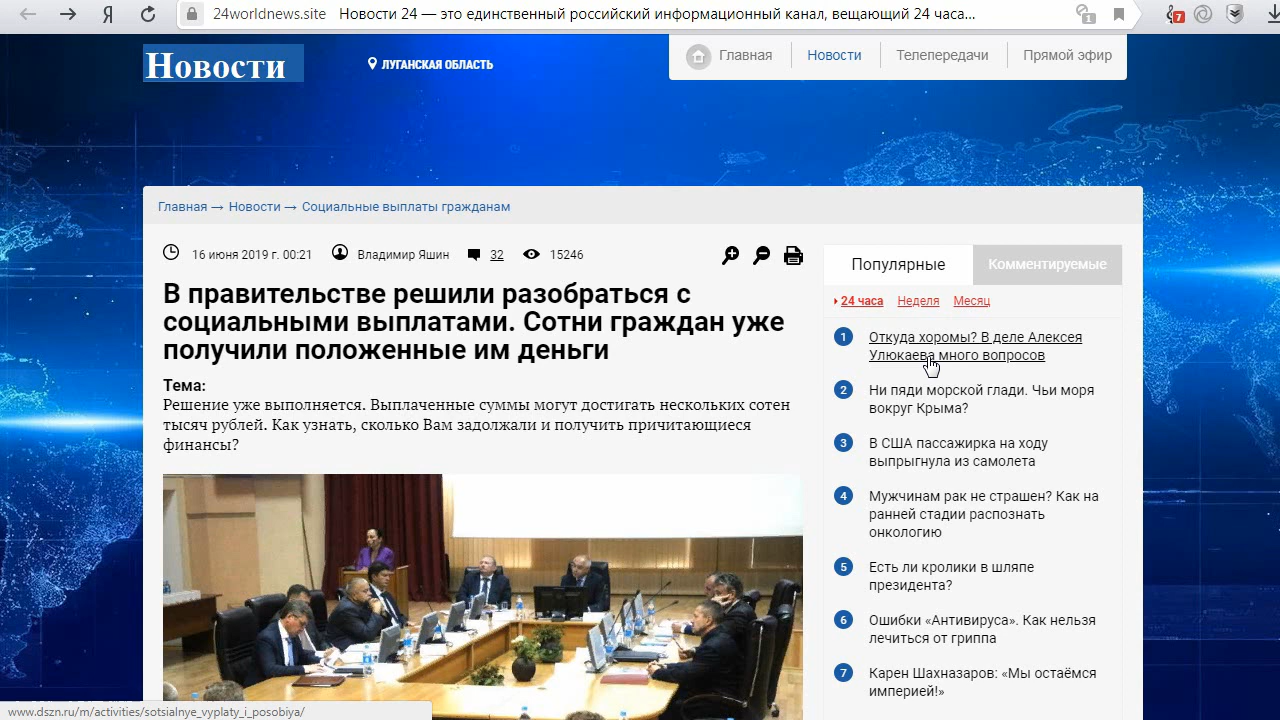 Я
24worldnews.site Новости 24 — это единственный российский информационный канал, вещающий 24 часа...
1
7
Новости
ЛУГАНСКАЯ ОБЛАСТЬ
Главная Новости Телепередачи Прямой эфир
Главная → Новости → Социальные выплаты гражданам
16 июня 2019 г. 00:21 Владимир Яшин 32 15246
В правительстве решили разобраться с
социальными выплатами. Сотни граждан уже
получили положенные им деньги
Тема:
Решение уже выполняется. Выплаченные суммы могут достигать нескольких сотен
тысяч рублей. Как узнать, сколько Вам задолжали и получить причитающиеся
финансы?
Популярные Комментируемые
24 часа Неделя Месяц
1 Откуда хоромы? В деле Алексея
Улюкаева много вопросов
2 Ни пяди морской глади. Чьи моря
вокруг Крыма?
3 В США пассажирка на ходу
выпрыгнула из самолета
4 Мужчинам рак не страшен? Как на
ранней стадии распознать
онкологию
5 Есть ли кролики в шляпе
президента?
6 Ошибки «Антивируса». Как нельзя
лечиться от гриппа
7 Карен Шахназаров: «Мы остаёмся
империей!»
www.dszn.ru/m/activities/sotsialnye_vyplaty_i_posobiya/